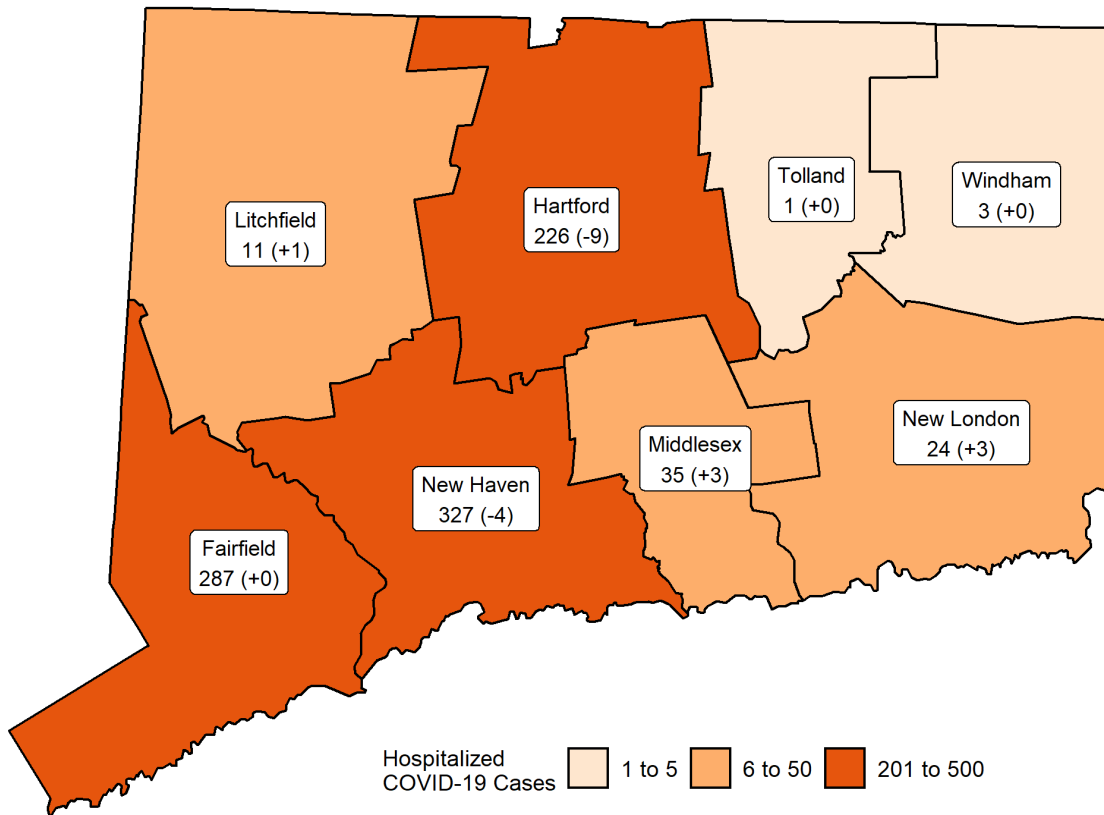 Litchfield
11 (+1)
Hartford
226 (-9)
Tolland
1 (+0)
Windham
3 (+0)
Fairfield
287 (+0)
New Haven
327 (-4)
Middlesex
35 (+3)
New London
24 (+3)
Hospitalized
COVID-19 Cases
1 to 5
6 to 50
201 to 500